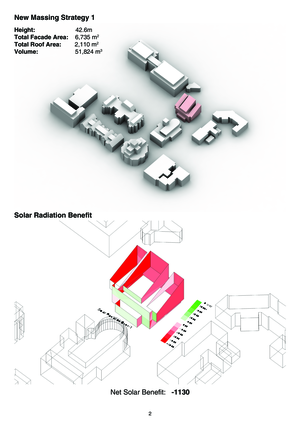 New Massing Strategy 1
Height: 42.6m
Total Facade Area: 6,735 m²
Total Roof Area: 2,110 m²
Volume: 51,824 m³
Solar Radiation Benefit
Net Solar Benefit: -1130
2